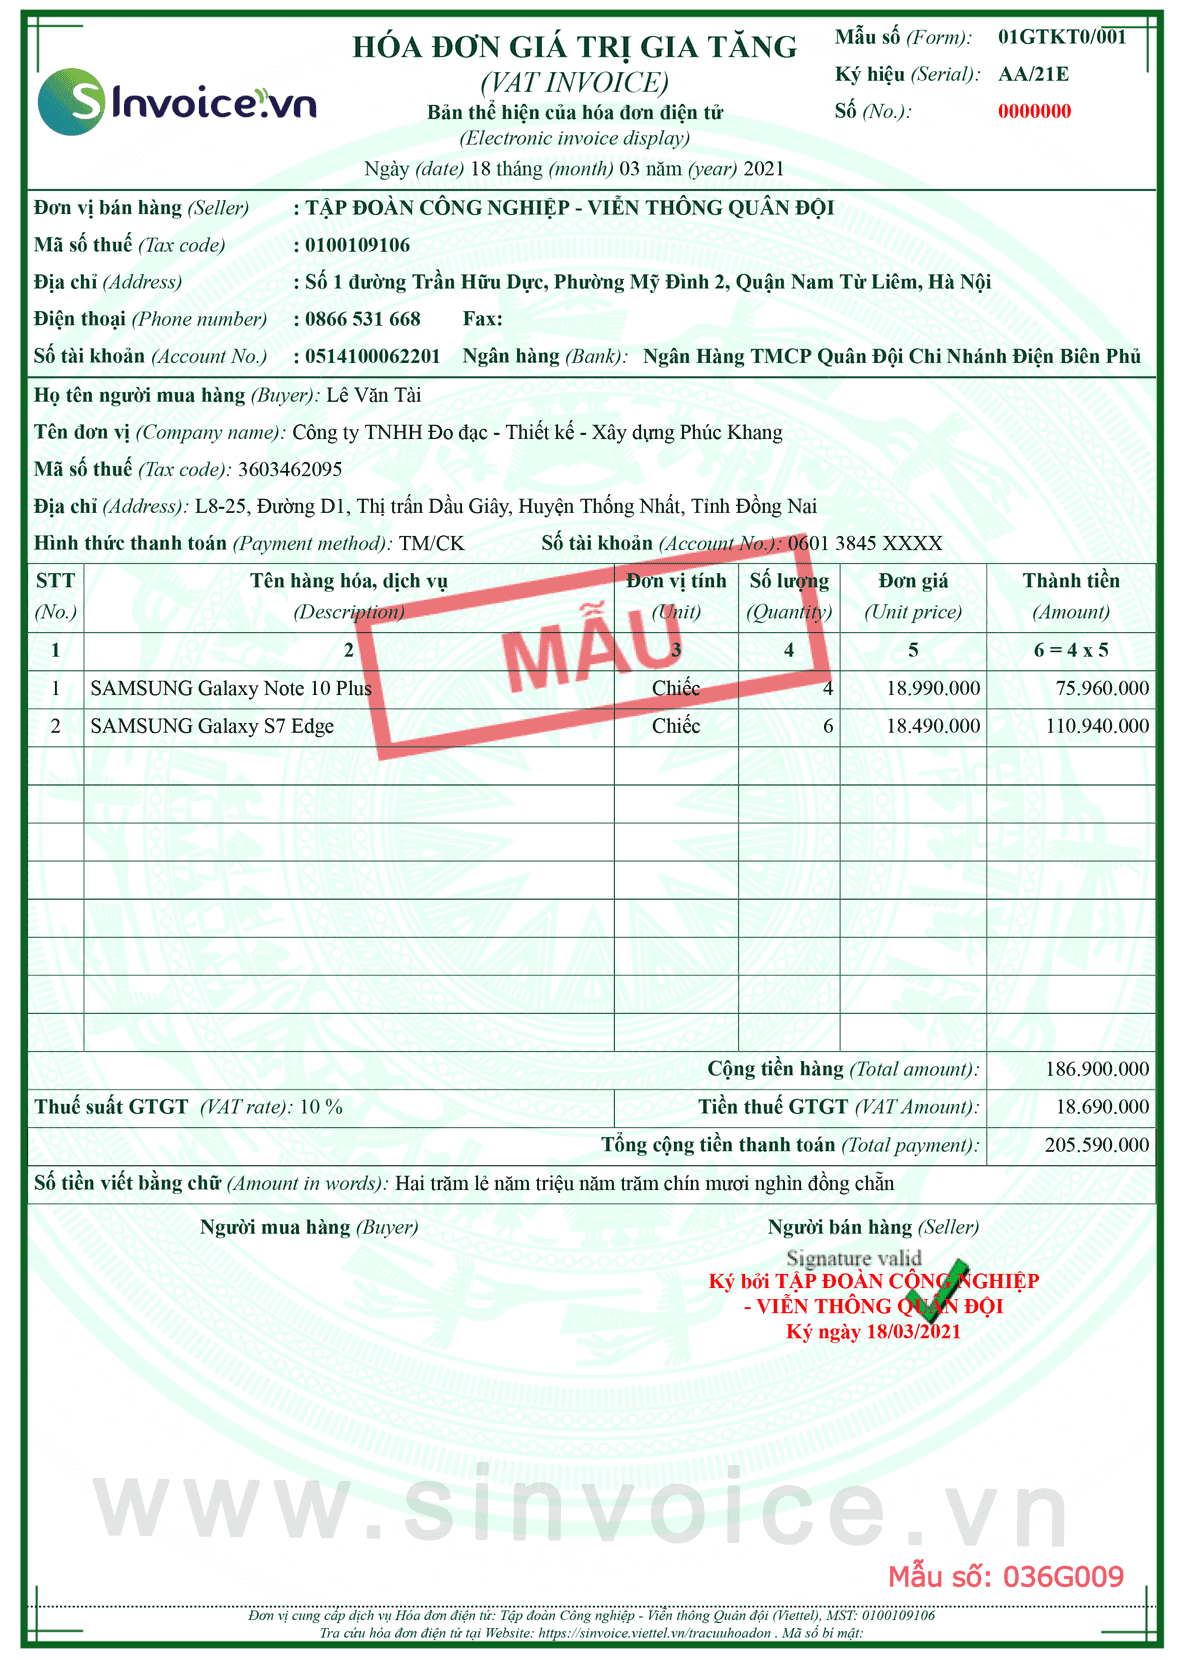 SInvoice.vn
HÓA ĐƠN GIÁ TRỊ GIA TĂNG
(VAT INVOICE)
Bản thể hiện của hóa đơn điện tử
(Electronic invoice display)
Ngày (date) 18 tháng (month) 03 năm (year) 2021
Mẫu số (Form): 01GTKT0/001
Ký hiệu (Serial): AA/21E
Số (No.): 0000000
Đơn vị bán hàng (Seller) : TẬP ĐOÀN CÔNG NGHIỆP - VIỄN THÔNG QUÂN ĐỘI
Mã số thuế (Tax code) : 0100109106
Địa chỉ (Address) : Số 1 đường Trần Hữu Dực, Phường Mỹ Đình 2, Quận Nam Từ Liêm, Hà Nội
Điện thoại (Phone number) : 0866 531 668 Fax:
Số tài khoản (Account No.) : 0514100062201 Ngân hàng (Bank): Ngân Hàng TMCP Quân Đội Chi Nhánh Điện Biên Phủ
Họ tên người mua hàng (Buyer): Lê Văn Tài
Tên đơn vị (Company name): Công ty TNHH Đo đạc - Thiết kế - Xây dựng Phúc Khang
Mã số thuế (Tax code): 3603462095
Địa chỉ (Address): L8-25, Đường D1, Thị trấn Dầu Giây, Huyện Thống Nhất, Tỉnh Đồng Nai
Hình thức thanh toán (Payment method): TM/CK Số tài khoản (Account No.): 0601 3845 XXXX
STT Tên hàng hóa, dịch vụ Đơn vị tính Số lượng Đơn giá Thành tiền
(No.) (Description) (Unit) (Quantity) (Unit price) (Amount)
1 2 3 4 5 6 = 4 x 5
MẪU
1 SAMSUNG Galaxy Note 10 Plus Chiếc 4 18.990.000 75.960.000
2 SAMSUNG Galaxy S7 Edge Chiếc 6 18.490.000 110.940.000
Cộng tiền hàng (Total amount): 186.900.000
Thuế suất GTGT (VAT rate): 10 % Tiền thuế GTGT (VAT Amount): 18.690.000
Tổng cộng tiền thanh toán (Total payment): 205.590.000
Số tiền viết bằng chữ (Amount in words): Hai trăm lẻ năm triệu năm trăm chín mươi nghìn đồng chẵn
Người mua hàng (Buyer) Người bán hàng (Seller)
Signature valid
Ký bởi TẬP ĐOÀN CÔNG NGHIỆP
- VIỄN THÔNG QUÂN ĐỘI
Ký ngày 18/03/2021
www.sinvoice.vn
Mẫu số: 036G009
Đơn vị cung cấp dịch vụ Hóa đơn điện tử: Tập đoàn Công nghiệp - Viễn thông Quân đội (Viettel), MST: 0100109106
Tra cứu hóa đơn điện tử tại Website: https://sinvoice.viettel.vn/tracuuhoadon . Mã số bí mật: